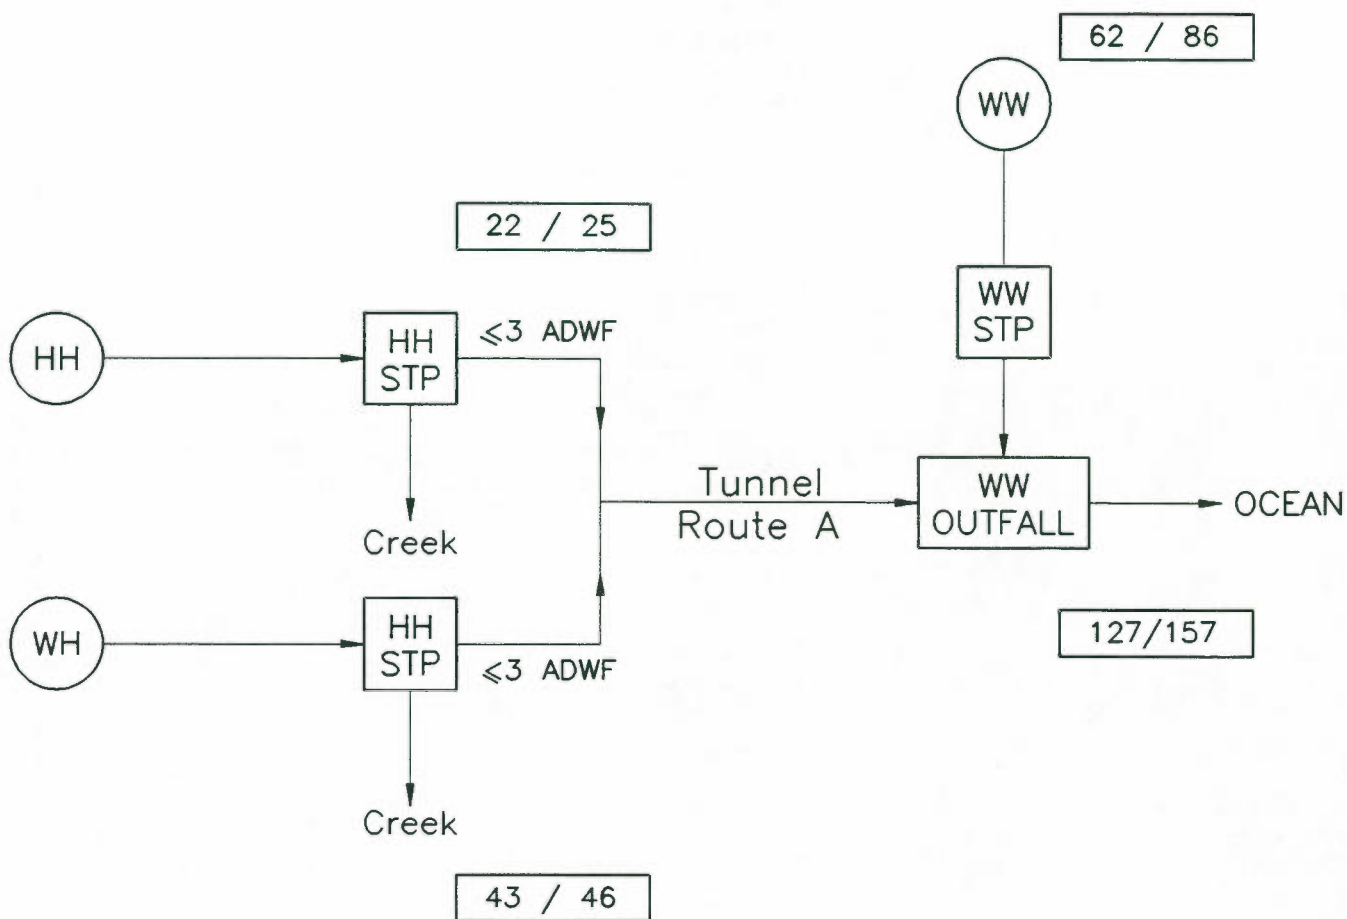 62 / 86
WW
22 / 25
WW
STP
HH
HH
STP
⩽3 ADWF
Creek
Tunnel
Route A
WW
OUTFALL
OCEAN
WH
HH
STP
⩽3 ADWF
127/157
Creek
43 / 46